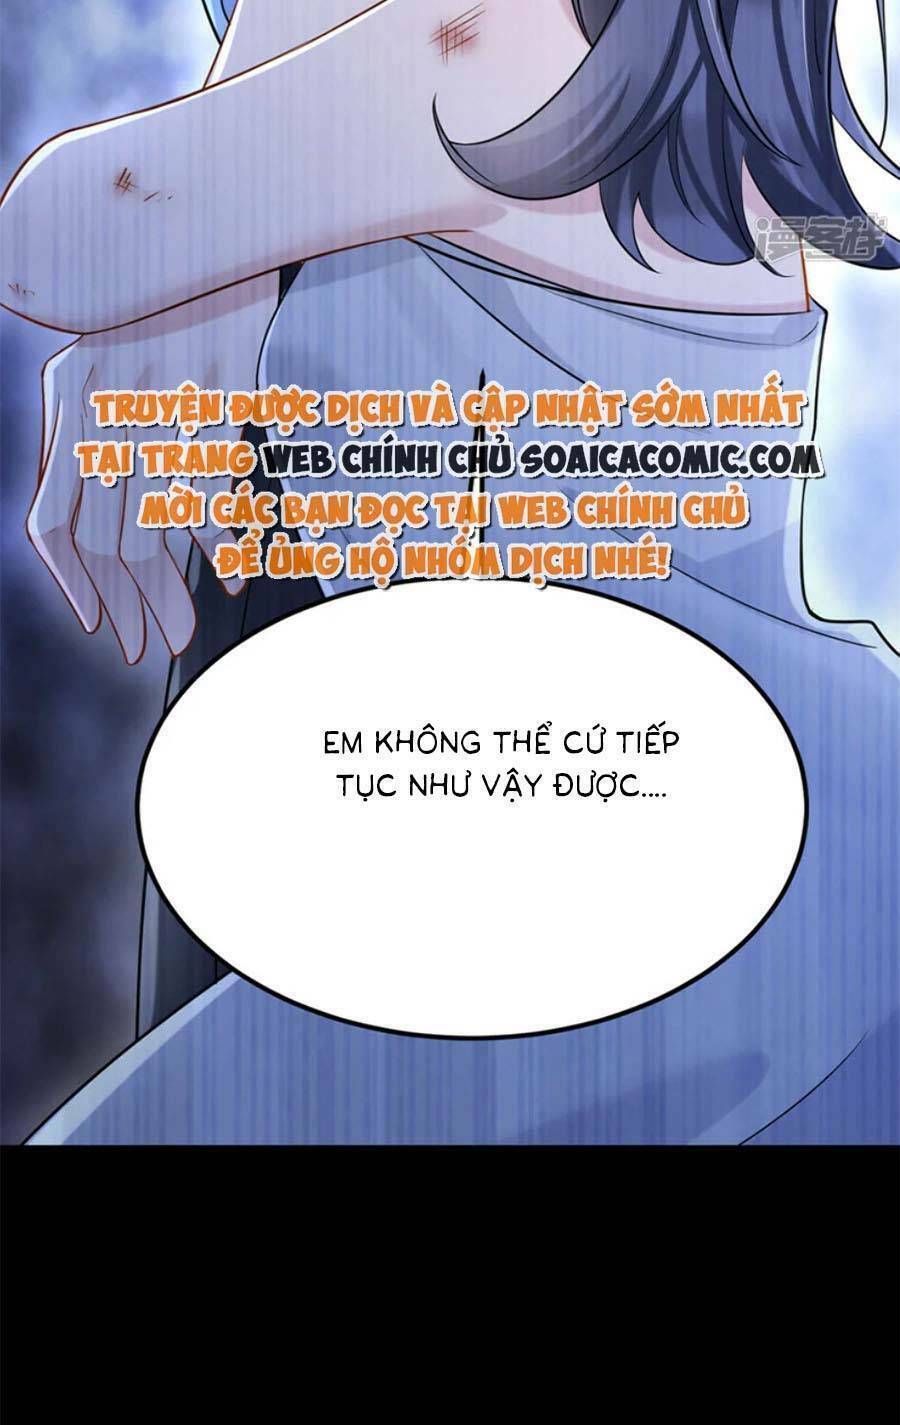 漫客栈
TRUYỆN ĐƯỢC DỊCH VÀ CẬP NHẬT SỚM NHẤT
TẠI TRANG WEB CHÍNH CHỦ SOAICACOMIC.COM
MỜI CÁC BẠN ĐỌC TẠI WEB CHÍNH CHỦ
ĐỂ ỦNG HỘ NHÓM DỊCH NHÉ!
EM KHÔNG THỂ CỨ TIẾP
TỤC NHƯ VẬY ĐƯỢC....